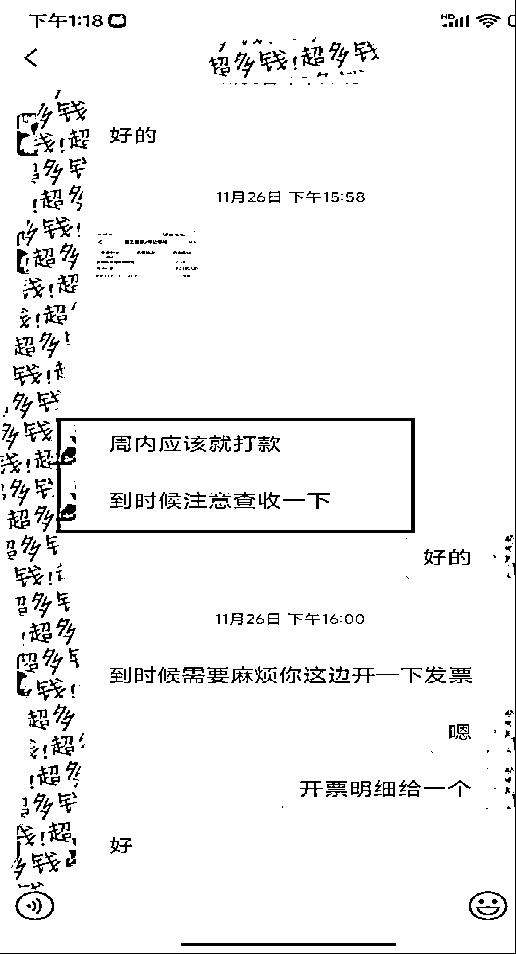 下午1:18
HD
超多钱!超多钱
好的
11月26日 下午15:58
周内应该就打款
到时候注意查收一下
好的
11月26日 下午16:00
到时候需要麻烦你这边开一下发票
嗯
开票明细给一个
好